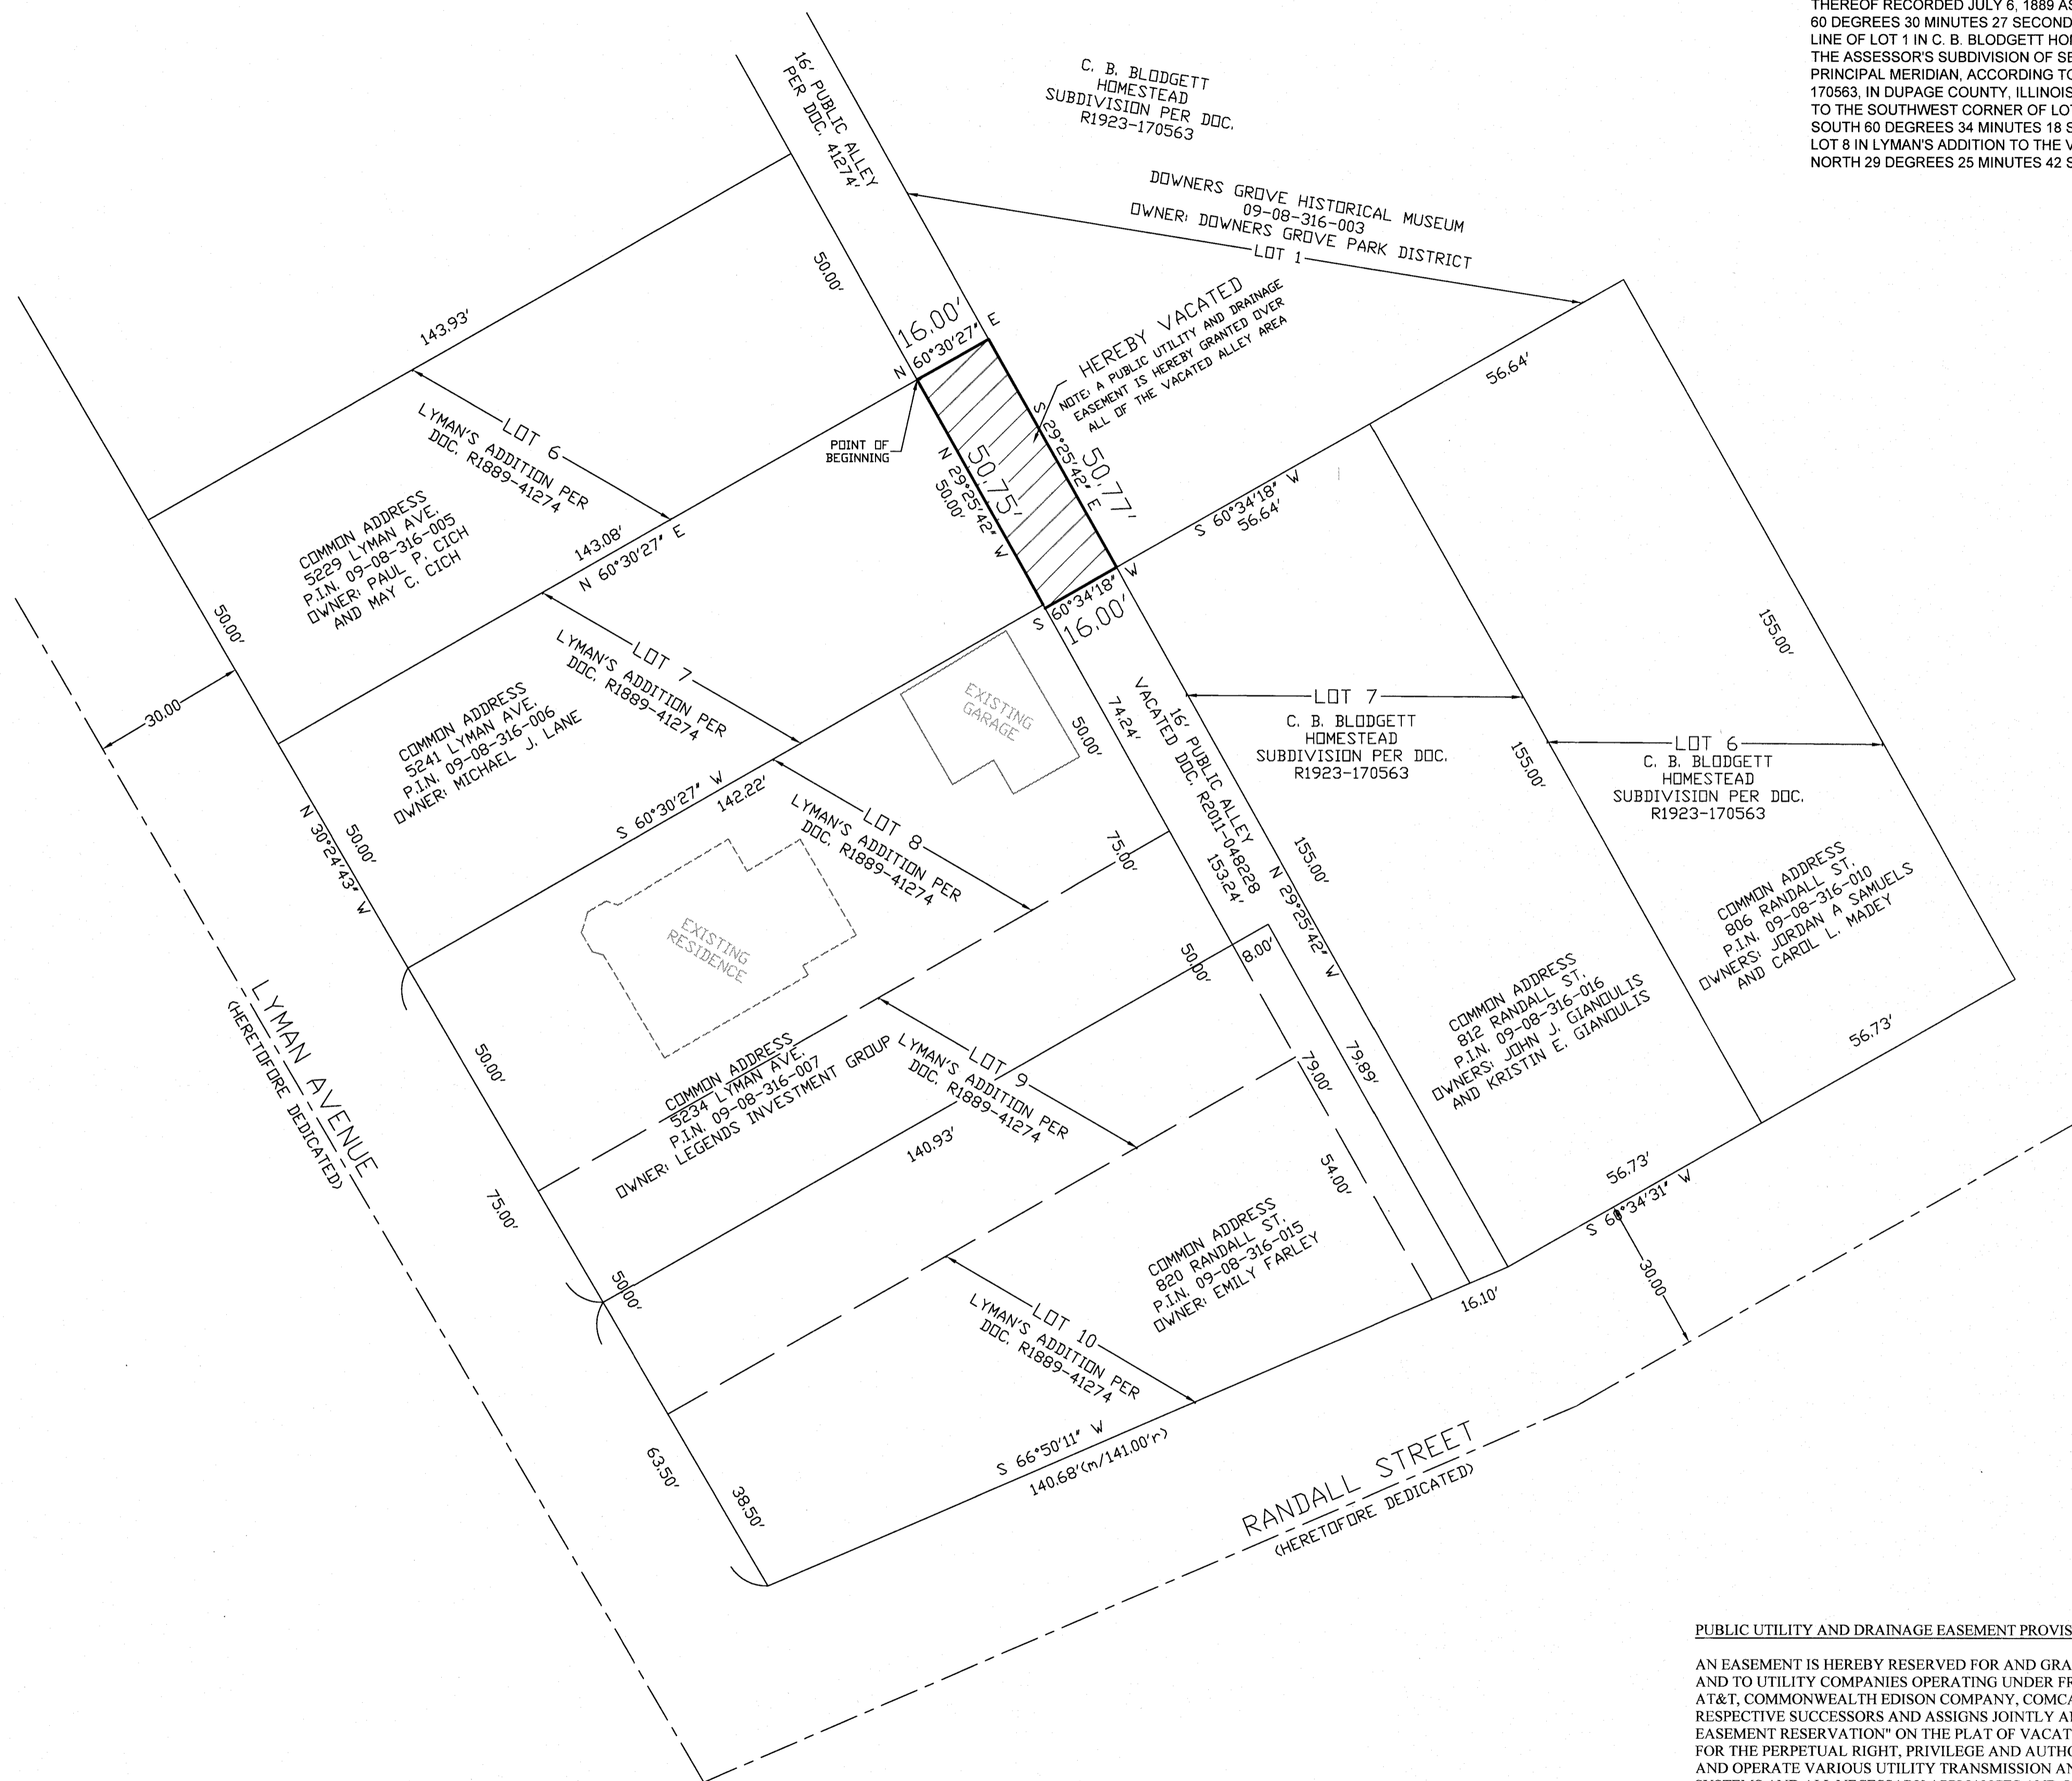 THEREOF RECORDED JULY 6, 1889 AS
60 DEGREES 30 MINUTES 27 SECOND
LINE OF LOT 1 IN C. B. BLODGETT HO
THE ASSESSOR'S SUBDIVISION OF SE
PRINCIPAL MERIDIAN, ACCORDING TO
170563, IN DUPAGE COUNTY, ILLINOIS
TO THE SOUTHWEST CORNER OF LOT
SOUTH 60 DEGREES 34 MINUTES 18 S
LOT 8 IN LYMAN'S ADDITION TO THE V
NORTH 29 DEGREES 25 MINUTES 42 S
16' PUBLIC ALLEY
PER DOC. 41274'
C. B. BLODGETT
HOMESTEAD
SUBDIVISION PER DOC.
R1923-170563
DOWNERS GROVE HISTORICAL MUSEUM
09-08-316-003
OWNER: DOWNERS GROVE PARK DISTRICT
LOT 1
50.00'
143.93'
16.00'
N 60°30'27" E
HEREBY VACATED
NOTE: A PUBLIC UTILITY AND DRAINAGE
EASEMENT IS HEREBY GRANTED OVER
ALL OF THE VACATED ALLEY AREA
56.64'
LOT 6
LYMAN'S ADDITION PER
DOC. R1889-41274
POINT OF
BEGINNING
50.75'
N 29°25'42" W
50.00'
S 29°25'42" E
50.77'
S 60°34'18" W
56.64'
COMMON ADDRESS
5229 LYMAN AVE.
P.I.N. 09-08-316-005
OWNER: PAUL P. CICH
AND MAY C. CICH
143.08'
N 60°30'27" E
50.00'
S 60°34'18" W
16.00'
155.00'
LOT 7
LYMAN'S ADDITION PER
DOC. R1889-41274
30.00
COMMON ADDRESS
5241 LYMAN AVE.
P.I.N. 09-08-316-006
OWNER: MICHAEL J. LANE
EXISTING
GARAGE
50.00'
74.24'
16' PUBLIC ALLEY
VACATED DOC. R2011-048228
153.24'
LOT 7
C. B. BLODGETT
HOMESTEAD
SUBDIVISION PER DOC.
R1923-170563
155.00'
LOT 6
C. B. BLODGETT
HOMESTEAD
SUBDIVISION PER DOC.
R1923-170563
N 30°24'43" W
50.00'
S 60°30'27" W
142.22'
LOT 8
LYMAN'S ADDITION PER
DOC. R1889-41274
75.00'
155.00'
N 29°25'42" W
COMMON ADDRESS
806 RANDALL ST.
P.I.N. 09-08-316-010
OWNERS: JORDAN A SAMUELS
AND CAROL L. MADEY
EXISTING
RESIDENCE
50.00'
8.00'
COMMON ADDRESS
812 RANDALL ST.
P.I.N. 09-08-316-016
OWNERS: JOHN J. GIANOULIS
AND KRISTIN E. GIANOULIS
56.73'
LYMAN AVENUE
(HERETOFORE DEDICATED)
50.00'
COMMON ADDRESS
5234 LYMAN AVE.
P.I.N. 09-08-316-007
OWNER: LEGENDS INVESTMENT GROUP
LOT 9
LYMAN'S ADDITION PER
DOC. R1889-41274
79.00'
79.89'
140.93'
75.00'
54.00'
56.73'
S 60°34'31" W
COMMON ADDRESS
820 RANDALL ST.
P.I.N. 09-08-316-015
OWNER: EMILY FARLEY
30.00
50.00'
16.10'
LOT 10
LYMAN'S ADDITION PER
DOC. R1889-41274
63.50'
38.50'
S 66°50'11" W
140.68'(m/141.00'r)
RANDALL STREET
(HERETOFORE DEDICATED)
PUBLIC UTILITY AND DRAINAGE EASEMENT PROVIS
AN EASEMENT IS HEREBY RESERVED FOR AND GRA
AND TO UTILITY COMPANIES OPERATING UNDER FR
AT&T, COMMONWEALTH EDISON COMPANY, COMCA
RESPECTIVE SUCCESSORS AND ASSIGNS JOINTLY A
EASEMENT RESERVATION" ON THE PLAT OF VACAT
FOR THE PERPETUAL RIGHT, PRIVILEGE AND AUTHO
AND OPERATE VARIOUS UTILITY TRANSMISSION AN